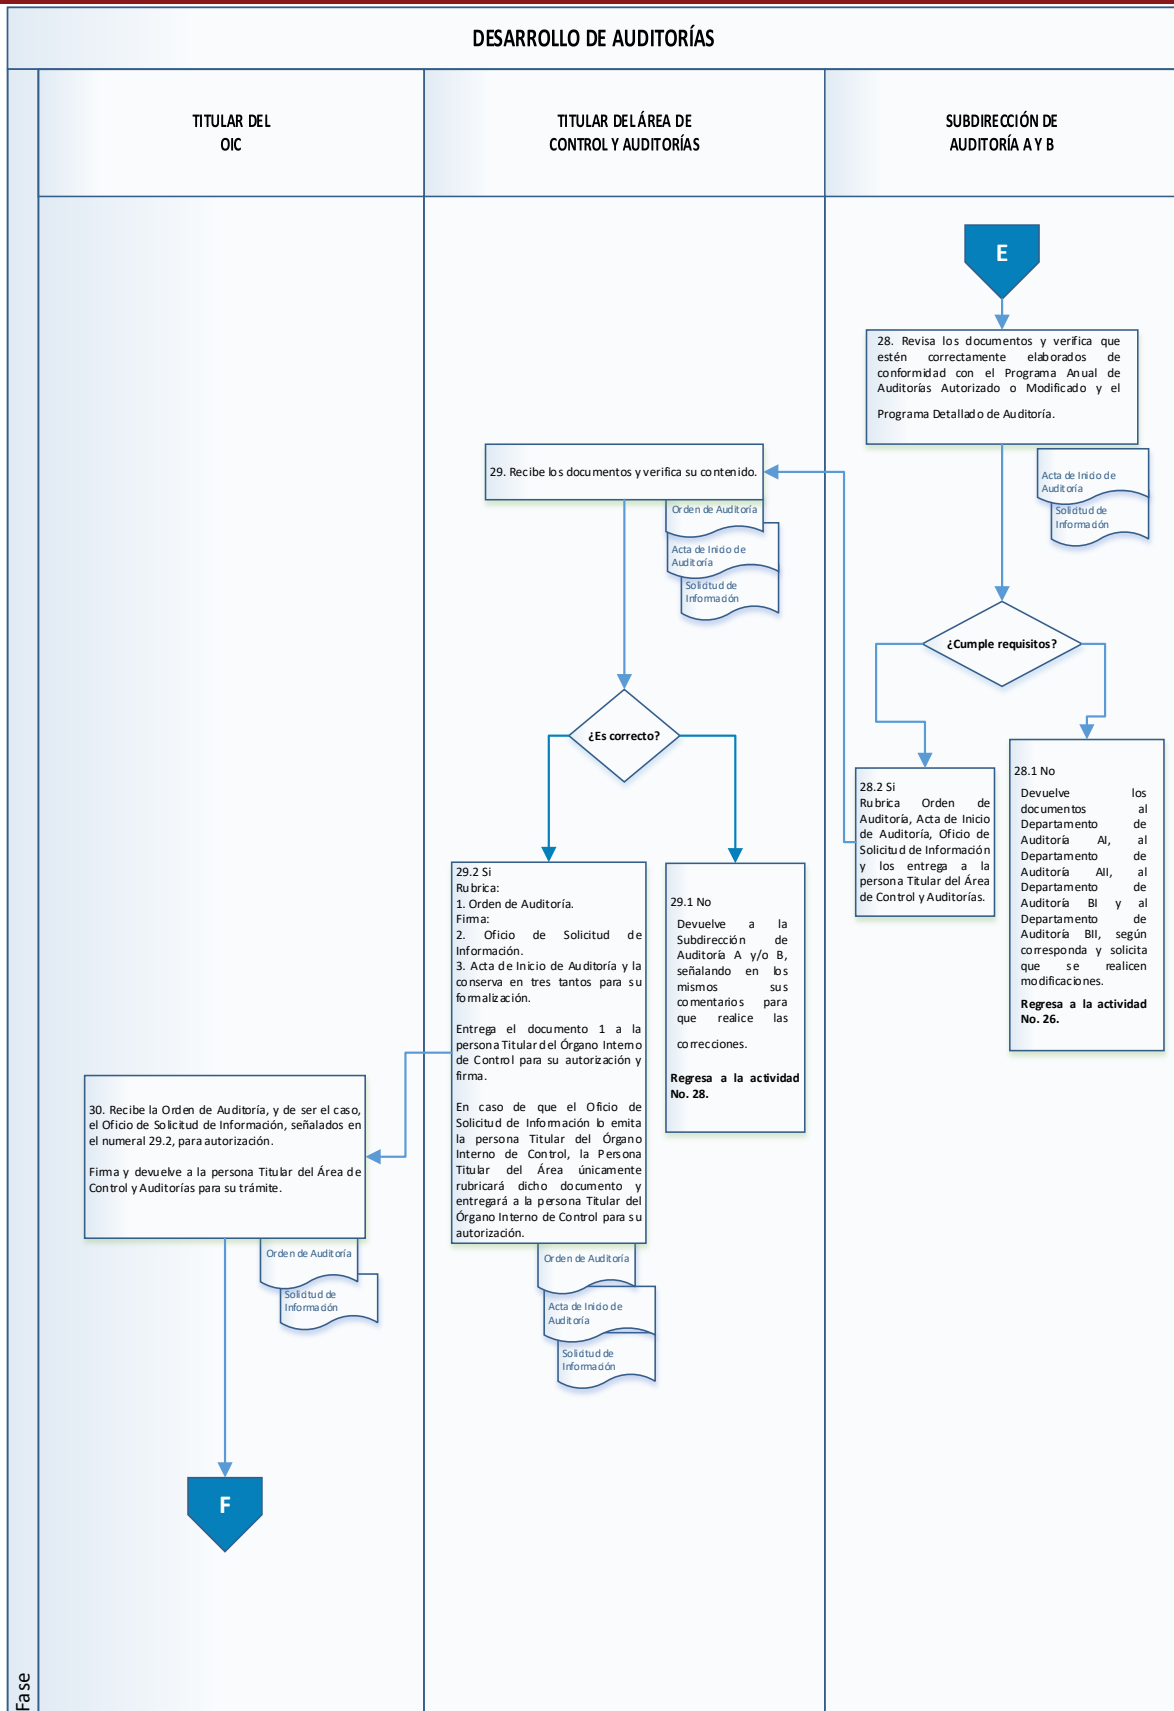 DESARROLLO DE AUDITORÍAS
TITULAR DEL
OIC
TITULAR DEL ÁREA DE
CONTROL Y AUDITORÍAS
SUBDIRECCIÓN DE
AUDITORÍA A Y B
E
28. Revisa los documentos y verifica que
estén correctamente elaborados de
conformidad con el Programa Anual de
Auditorías Autorizado o Modificado y el
Programa Detallado de Auditoría.
Acta de Inicio de
Auditoría
Solicitud de
Información
29. Recibe los documentos y verifica su contenido.
Orden de Auditoría
Acta de Inicio de
Auditoría
Solicitud de
Información
¿Cumple requisitos?
¿Es correcto?
28.2 Si
Rubrica Orden de
Auditoría, Acta de Inicio
de Auditoría, Oficio de
Solicitud de Información
y los entrega a la
persona Titular del Área
de Control y Auditorías.
28.1 No
Devuelve los
documentos al
Departamento de
Auditoría AI, al
Departamento de
Auditoría AII, al
Departamento de
Auditoría BI y al
Departamento de
Auditoría BII, según
corresponda y solicita
que se realicen
modificaciones.
Regresa a la actividad
No. 26.
29.2 Si
Rubrica:
1. Orden de Auditoría.
Firma:
2. Oficio de Solicitud de
Información.
3. Acta de Inicio de Auditoría y la
conserva en tres tantos para su
formalización.
Entrega el documento 1 a la
persona Titular del Órgano Interno
de Control para su autorización y
firma.
En caso de que el Oficio de
Solicitud de Información lo emita
la persona Titular del Órgano
Interno de Control, la Persona
Titular del Área únicamente
rubricará dicho documento y
entregará a la persona Titular del
Órgano Interno de Control para su
autorización.
29.1 No
Devuelve a la
Subdirección de
Auditoría A y/o B,
señalando en los
mismos sus
comentarios para
que realice las
correcciones.
Regresa a la actividad
No. 28.
Orden de Auditoría
Acta de Inicio de
Auditoría
Solicitud de
Información
30. Recibe la Orden de Auditoría, y de ser el caso,
el Oficio de Solicitud de Información, señalados en
el numeral 29.2, para autorización.
Firma y devuelve a la persona Titular del Área de
Control y Auditorías para su trámite.
Orden de Auditoría
Solicitud de
Información
F
Fase